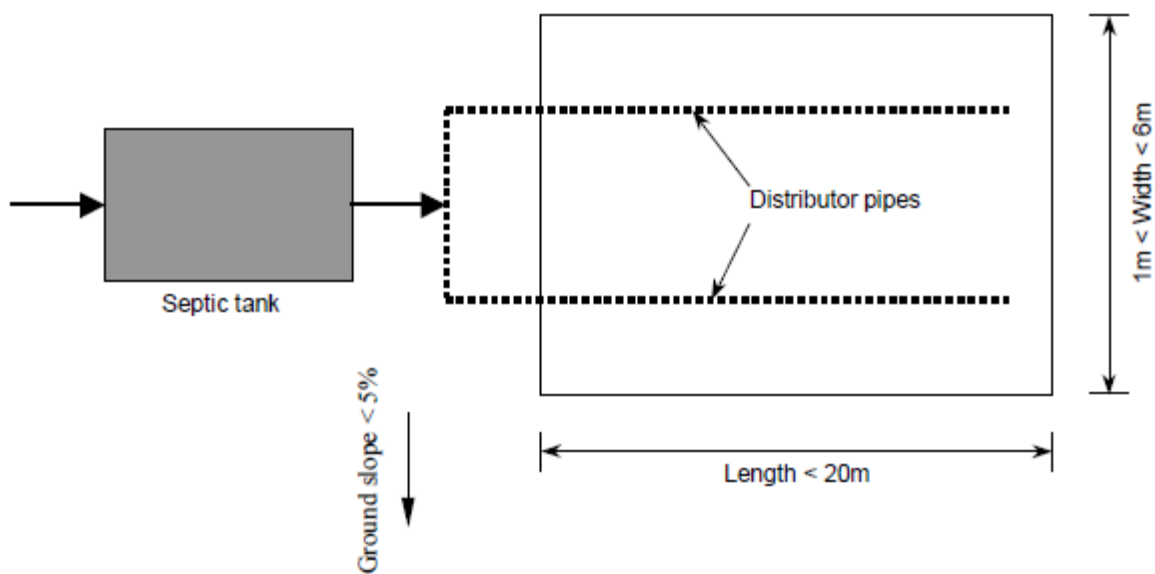 Septic tank
Distributor pipes
1m < Width < 6m
Ground slope < 5%
Length < 20m